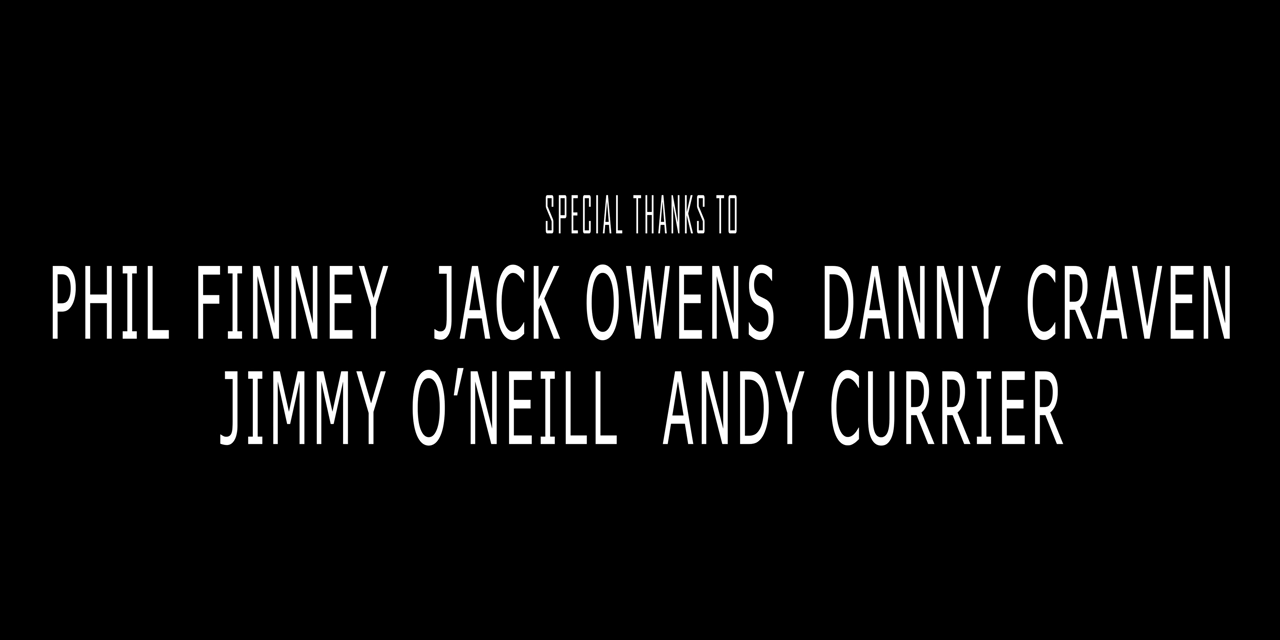 SPECIAL THANKS TO
PHIL FINNEY JACK OWENS DANNY CRAVEN
JIMMY O’NEILL ANDY CURRIER